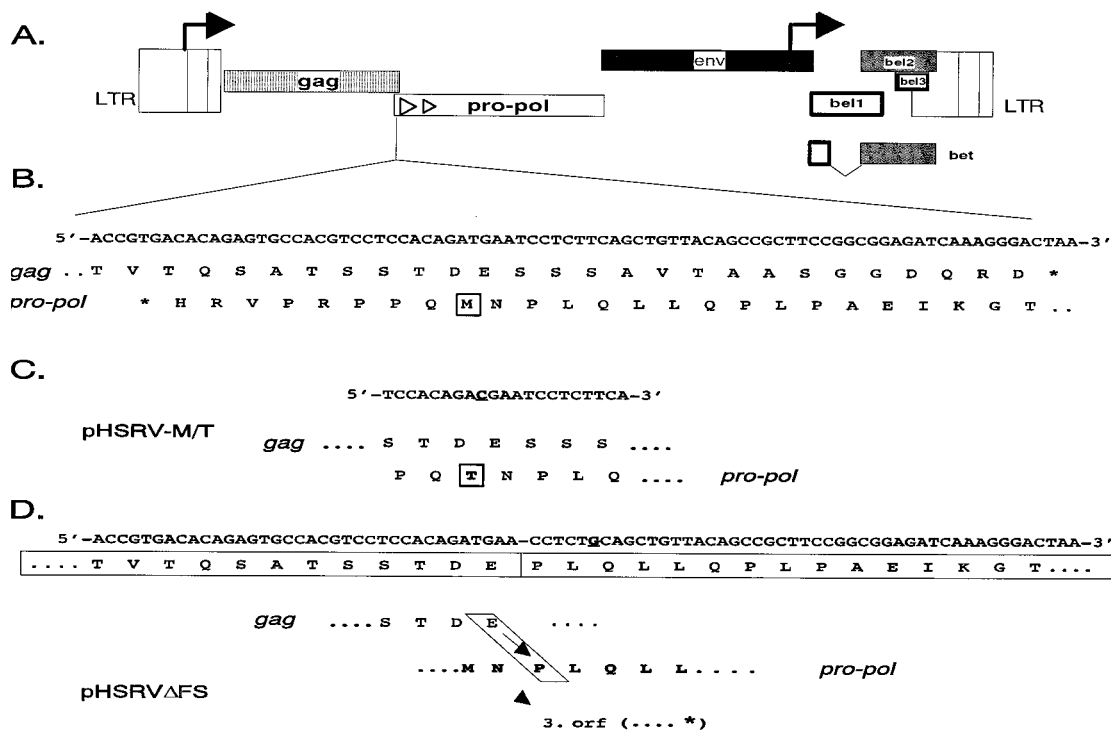 A.
LTR
gag
pro-pol
env
bel1
bel2
bel3
LTR
bet
B.
5'-ACCGTGACACAGAGTGCCACGTCCTCCACAGATGAATCCTCTTCAGCTGTTACAGCCGCTTCCGGCGGAGATCAAAGGGACTAA-3'
gag .. T V T Q S A T S S T D E S S S A V T A A S G G D Q R D *
pro-pol * H R V P R P P Q M N P L Q L L Q P L P A E I K G T ..
C.
5'-TCCACAGACGAATCCTCTTCA-3'
pHSRV-M/T
gag .... S T D E S S S ....
P Q T N P L Q .... pro-pol
D.
5'-ACCGTGACACAGAGTGCCACGTCCTCCACAGATGAA-CCTCTGCAGCTGTTACAGCCGCTTCCGGCGGAGATCAAAGGGACTAA-3'
.... T V T Q S A T S S T D E P L Q L L Q P L P A E I K G T ....
gag .... S T D E ....
.... M N P L Q L L .... pro-pol
pHSRVΔFS
3. orf (.... *)